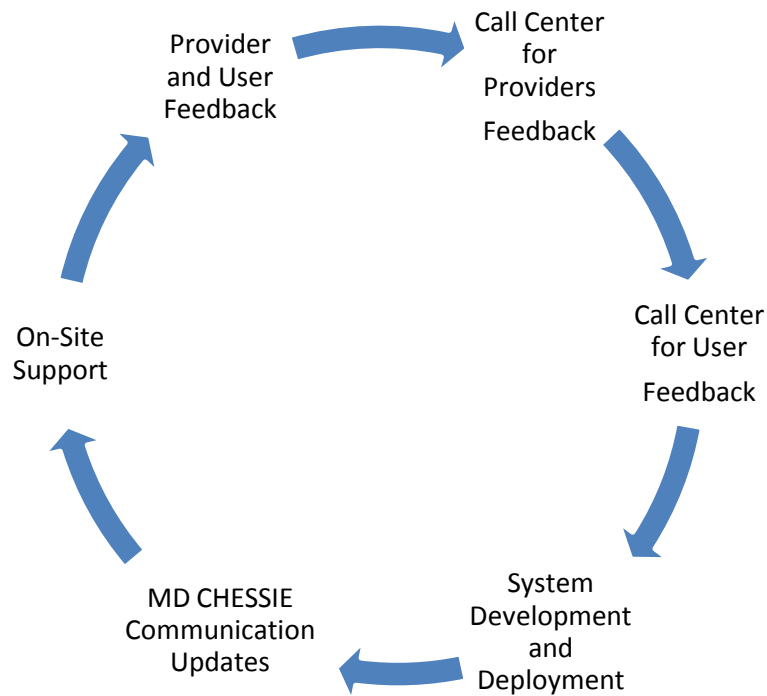 Provider
and User
Feedback
Call Center
for
Providers
Feedback
Call Center
for User
Feedback
System
Development
and
Deployment
MD CHESSIE
Communication
Updates
On-Site
Support